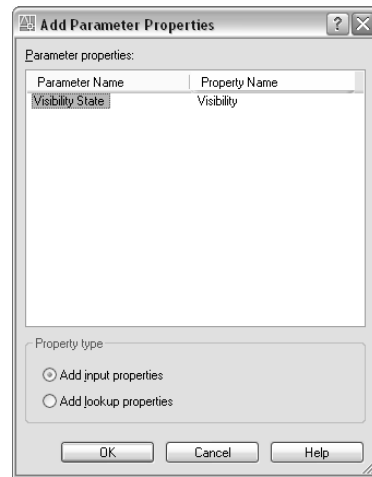 Add Parameter Properties
Parameter properties:
Parameter Name Property Name
Visibility State Visibility
Property type
Add input properties
Add lookup properties
OK Cancel Help